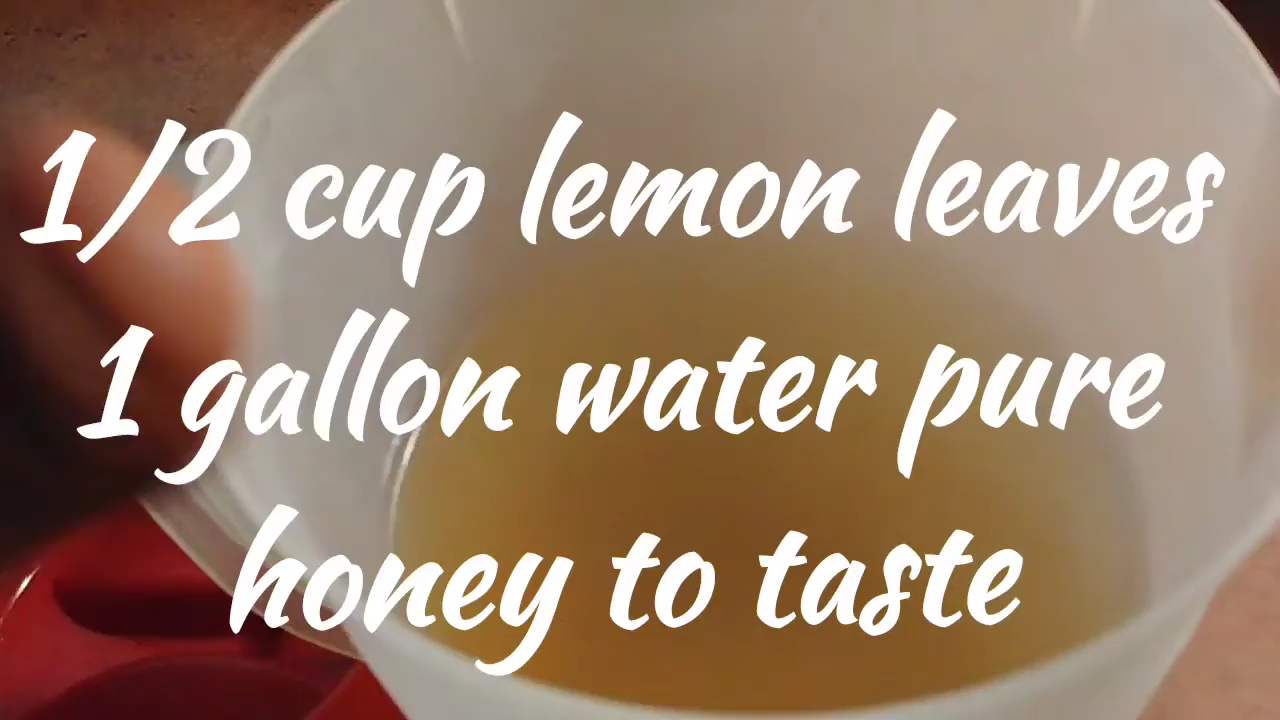 1/2 cup lemon leaves
1 gallon water pure
honey to taste